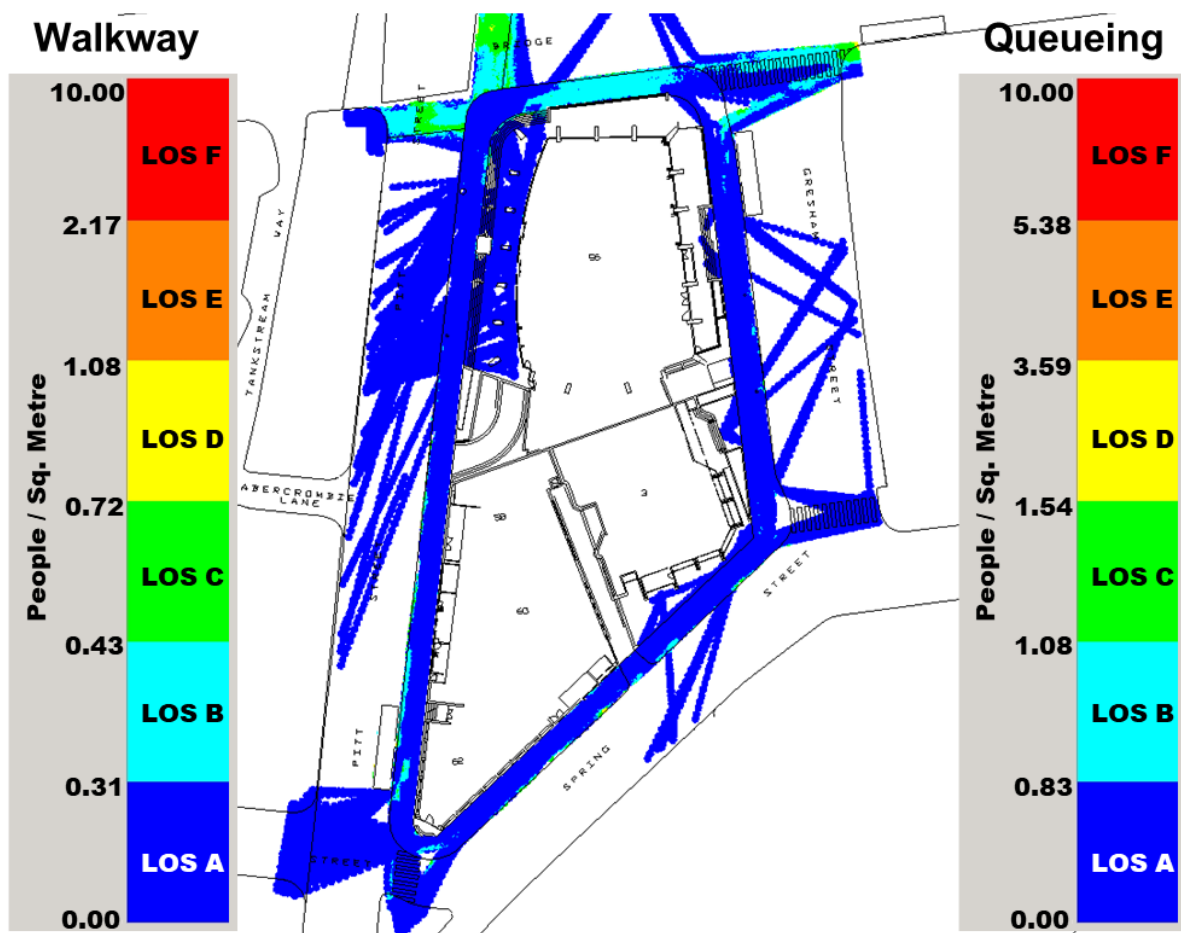 Walkway
Queueing
10.00
LOS F
2.17
LOS E
1.08
LOS D
0.72
LOS C
0.43
LOS B
0.31
LOS A
0.00
People / Sq. Metre
BRIDGE
STREET
TANKSTREAM WAY
PITT
ABERCROMBIE
LANE
56
3
58
60
62
GRESHAM
STREET
STREET
SPRING
PITT
STREET
10.00
LOS F
5.38
LOS E
3.59
LOS D
1.54
LOS C
1.08
LOS B
0.83
LOS A
0.00
People / Sq. Metre